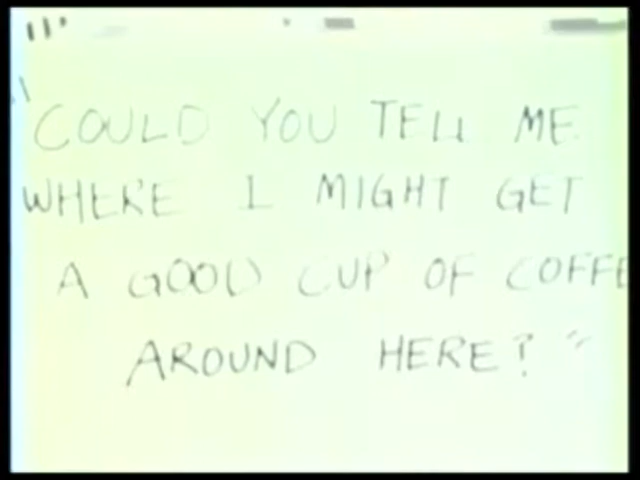 "COULD YOU TELL ME
WHERE I MIGHT GET
A GOOD CUP OF COFFE
AROUND HERE?"